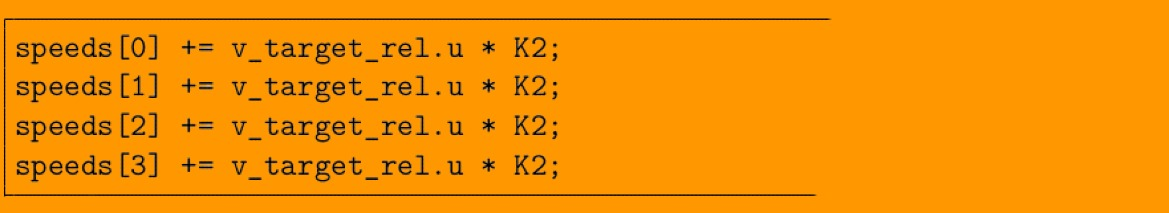 speeds[0] += v_target_rel.u * K2;
speeds[1] += v_target_rel.u * K2;
speeds[2] += v_target_rel.u * K2;
speeds[3] += v_target_rel.u * K2;